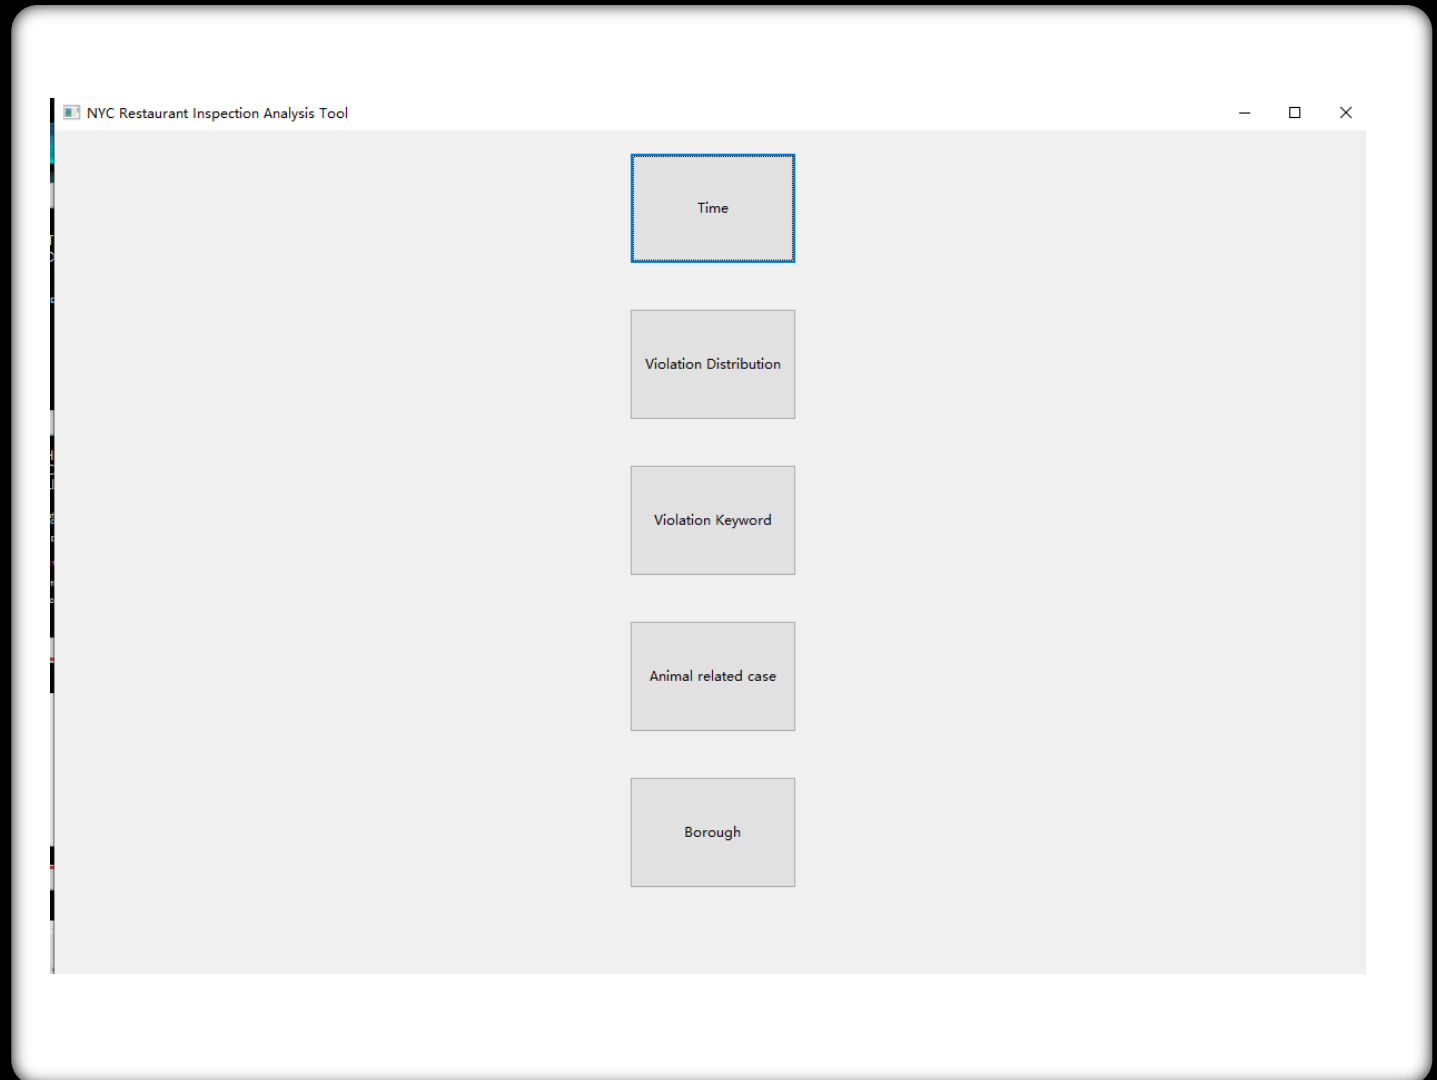 NYC Restaurant Inspection Analysis Tool
Time
Violation Distribution
Violation Keyword
Animal related case
Borough